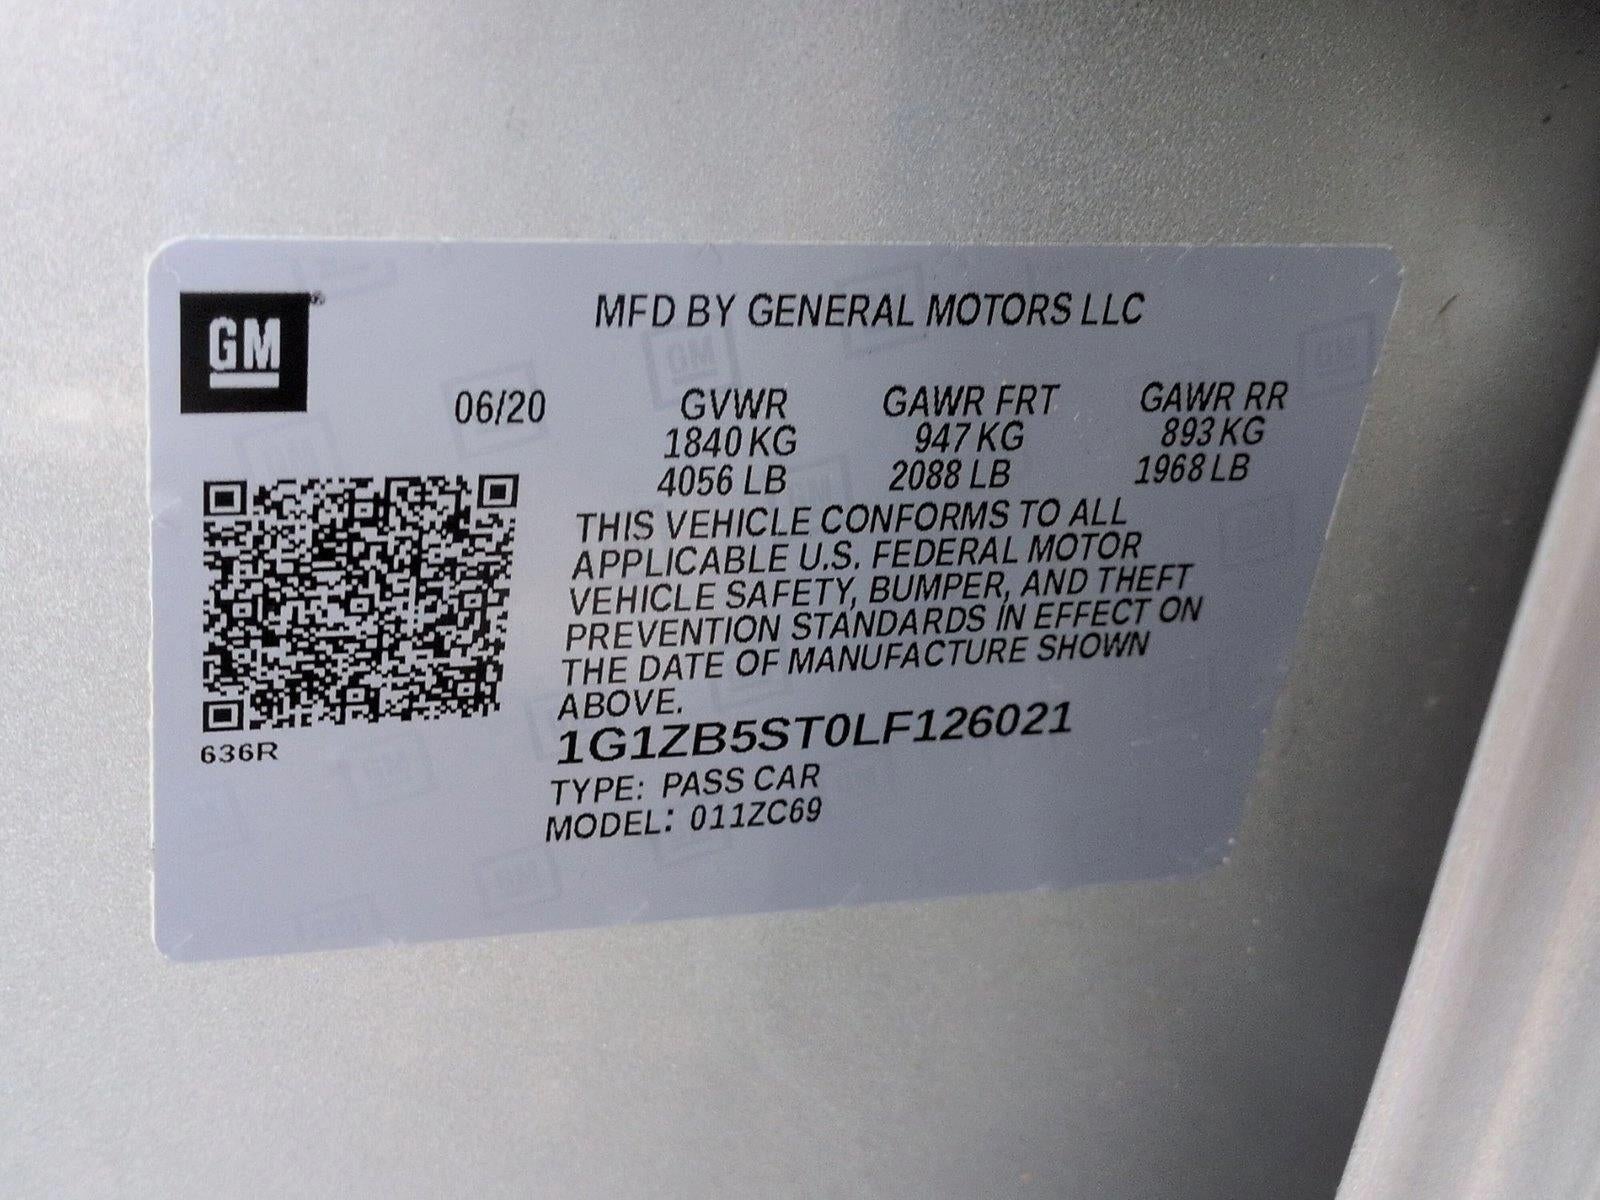 GM
MFD BY GENERAL MOTORS LLC
06/20
GVWR GAWR FRT GAWR RR
1840 KG 947 KG 893 KG
4056 LB 2088 LB 1968 LB
THIS VEHICLE CONFORMS TO ALL
APPLICABLE U.S. FEDERAL MOTOR
VEHICLE SAFETY, BUMPER, AND THEFT
PREVENTION STANDARDS IN EFFECT ON
THE DATE OF MANUFACTURE SHOWN
ABOVE.
636R
1G1ZB5ST0LF126021
TYPE: PASS CAR
MODEL: 011ZC69